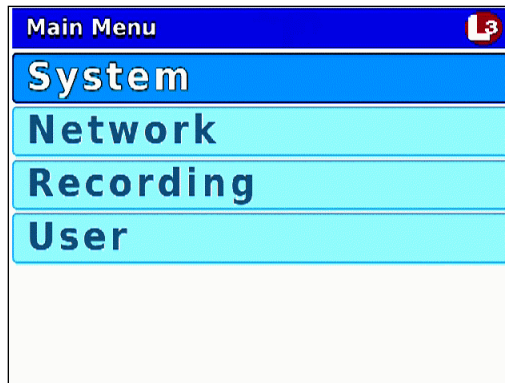 Main Menu
L3
System
Network
Recording
User